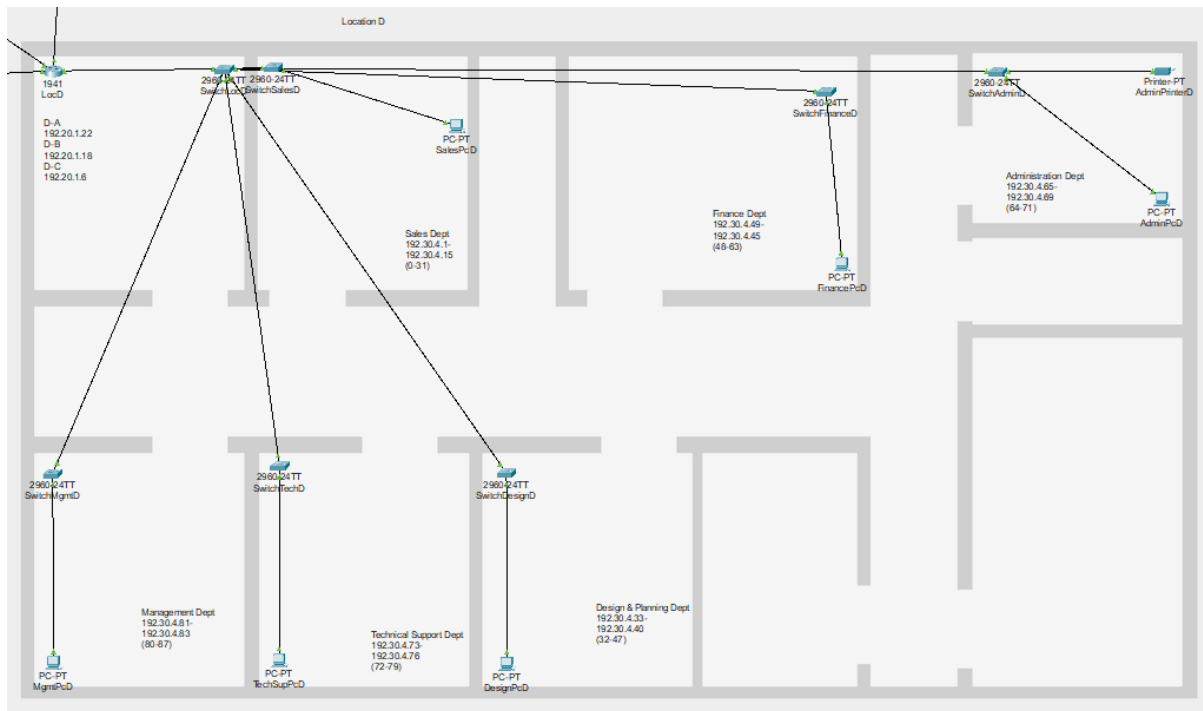 Location D
1941
LocD
D-A
192.20.1.22
D-B
192.20.1.18
D-C
192.20.1.6
2960-24TT
SwitchLocD
2960-24TT
SwitchSalesD
PC-PT
SalesPcD
Sales Dept
192.30.4.1-
192.30.4.15
(0-31)
2960-24TT
SwitchFinanceD
Finance Dept
192.30.4.49-
192.30.4.45
(48-63)
PC-PT
FinancePcD
2960-24TT
SwitchAdminD
Printer-PT
AdminPrinterD
Administration Dept
192.30.4.65-
192.30.4.69
(64-71)
PC-PT
AdminPcD
2960-24TT
SwitchMgmtD
2960-24TT
SwitchTechD
2960-24TT
SwitchDesignD
Management Dept
192.30.4.81-
192.30.4.83
(80-87)
PC-PT
MgmtPcD
Technical Support Dept
192.30.4.73-
192.30.4.76
(72-79)
PC-PT
TechSupPcD
Design & Planning Dept
192.30.4.33-
192.30.4.40
(32-47)
PC-PT
DesignPcD